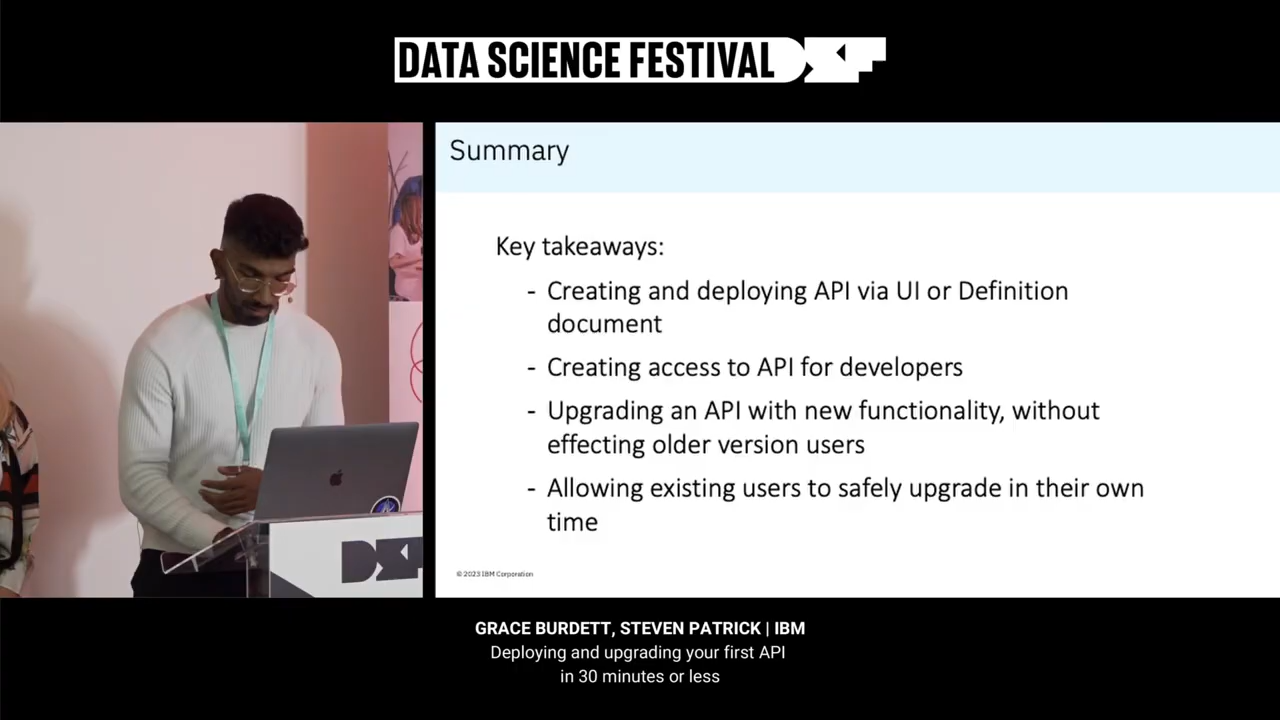 DATA SCIENCE FESTIVAL
Summary
Key takeaways:
- Creating and deploying API via UI or Definition
document
- Creating access to API for developers
- Upgrading an API with new functionality, without
effecting older version users
- Allowing existing users to safely upgrade in their own
time
© 2023 IBM Corporation
GRACE BURDETT, STEVEN PATRICK | IBM
Deploying and upgrading your first API
in 30 minutes or less